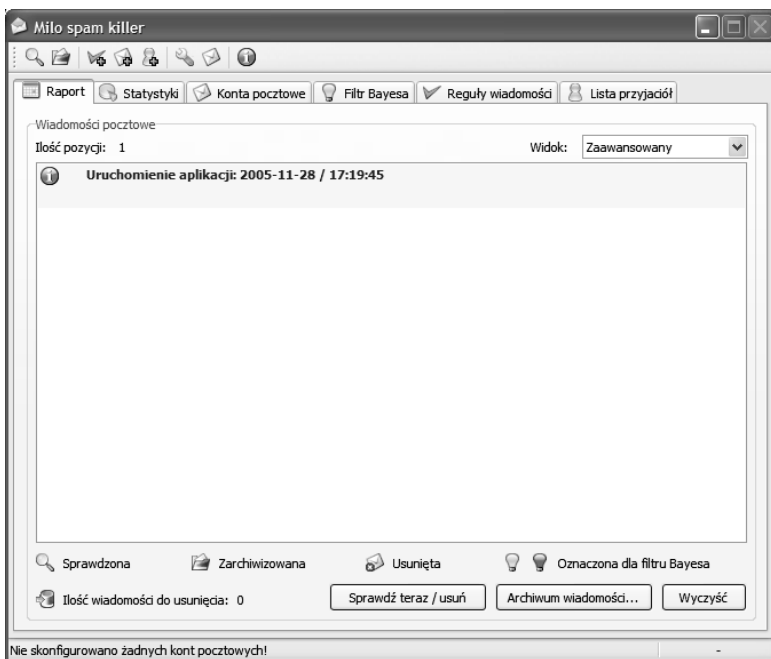 Milo spam killer
Raport Statystyki Konta pocztowe Filtr Bayesa Reguły wiadomości Lista przyjaciół
Wiadomości pocztowe
Ilość pozycji: 1 Widok: Zaawansowany
Uruchomienie aplikacji: 2005-11-28 / 17:19:45
Sprawdzona Zarchiwizowana Usunięta Oznaczona dla filtru Bayesa
Ilość wiadomości do usunięcia: 0 Sprawdź teraz / usuń Archiwum wiadomości... Wyczyść
Nie skonfigurowano żadnych kont pocztowych! -